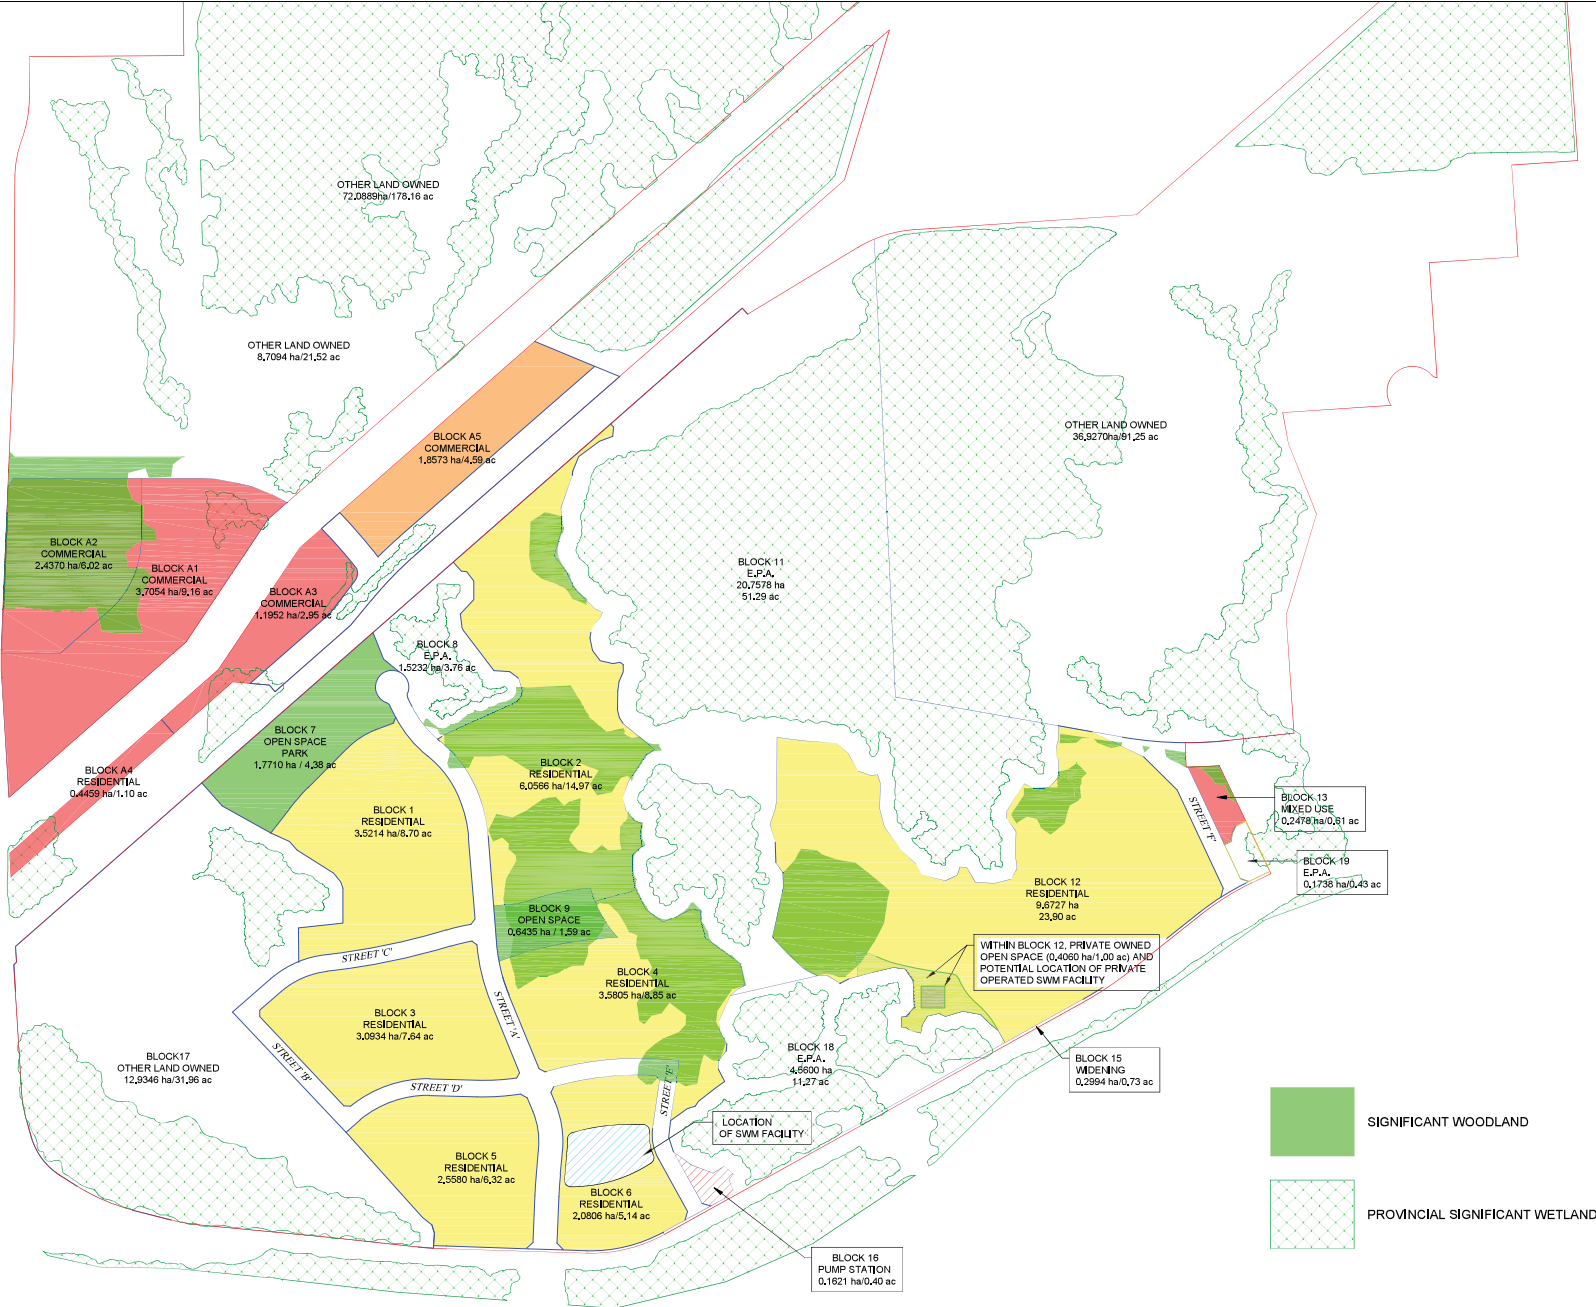 OTHER LAND OWNED
72.0889ha/178.16 ac
OTHER LAND OWNED
8.7094 ha/21.52 ac
OTHER LAND OWNED
36.9270ha/91.25 ac
BLOCK A5
COMMERCIAL
1.8573 ha/4.59 ac
BLOCK A2
COMMERCIAL
2.4370 ha/6.02 ac
BLOCK A1
COMMERCIAL
3.7054 ha/9.16 ac
BLOCK A3
COMMERCIAL
1.1952 ha/2.95 ac
BLOCK 11
E.P.A.
20.7578 ha
51.29 ac
BLOCK 8
E.P.A.
1.5232 ha/3.76 ac
BLOCK 7
OPEN SPACE
PARK
1.7710 ha / 4.38 ac
BLOCK A4
RESIDENTIAL
0.4459 ha/1.10 ac
BLOCK 2
RESIDENTIAL
6.0566 ha/14.97 ac
BLOCK 1
RESIDENTIAL
3.5214 ha/8.70 ac
STREET 'F'
BLOCK 13
MIXED USE
0.2478 ha/0.61 ac
BLOCK 19
E.P.A.
0.1738 ha/0.43 ac
BLOCK 12
RESIDENTIAL
9.6727 ha
23.90 ac
BLOCK 9
OPEN SPACE
0.6435 ha / 1.59 ac
WITHIN BLOCK 12, PRIVATE OWNED
OPEN SPACE (0.4060 ha/1.00 ac) AND
POTENTIAL LOCATION OF PRIVATE
OPERATED SWM FACILITY
STREET 'C'
BLOCK 4
RESIDENTIAL
3.5805 ha/8.85 ac
STREET 'A'
BLOCK 3
RESIDENTIAL
3.0934 ha/7.64 ac
BLOCK17
OTHER LAND OWNED
12.9346 ha/31.96 ac
STREET 'B'
BLOCK 18
E.P.A.
4.5600 ha
11.27 ac
BLOCK 15
WIDENING
0.2994 ha/0.73 ac
STREET 'D'
STREET 'E'
LOCATION
OF SWM FACILITY
BLOCK 5
RESIDENTIAL
2.5580 ha/6.32 ac
BLOCK 6
RESIDENTIAL
2.0806 ha/5.14 ac
BLOCK 16
PUMP STATION
0.1621 ha/0.40 ac
SIGNIFICANT WOODLAND
PROVINCIAL SIGNIFICANT WETLAND